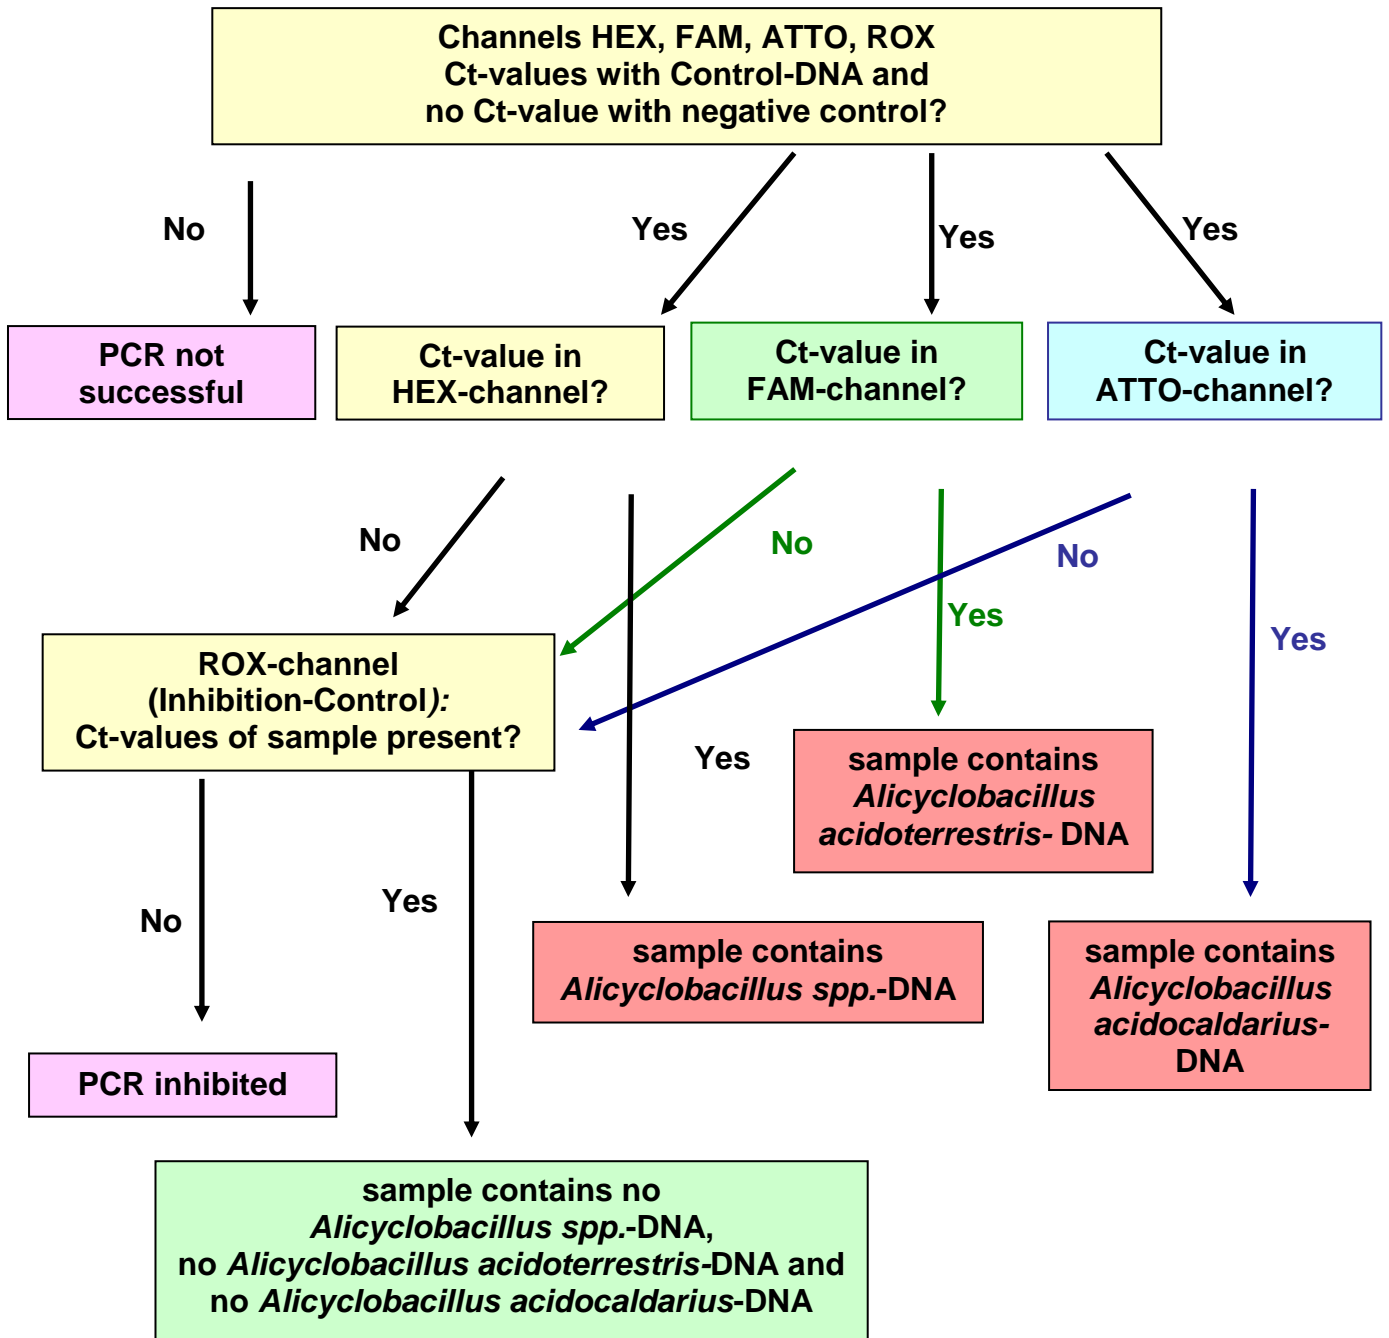 Channels HEX, FAM, ATTO, ROX
Ct-values with Control-DNA and
no Ct-value with negative control?
No
Yes
Yes
Yes
PCR not
successful
Ct-value in
HEX-channel?
Ct-value in
FAM-channel?
Ct-value in
ATTO-channel?
No
No
No
Yes
Yes
ROX-channel
(Inhibition-Control):
Ct-values of sample present?
Yes
sample contains
Alicyclobacillus
acidoterrestris- DNA
No
Yes
sample contains
Alicyclobacillus spp.-DNA
sample contains
Alicyclobacillus
acidocaldarius-
DNA
PCR inhibited
sample contains no
Alicyclobacillus spp.-DNA,
no Alicyclobacillus acidoterrestris-DNA and
no Alicyclobacillus acidocaldarius-DNA